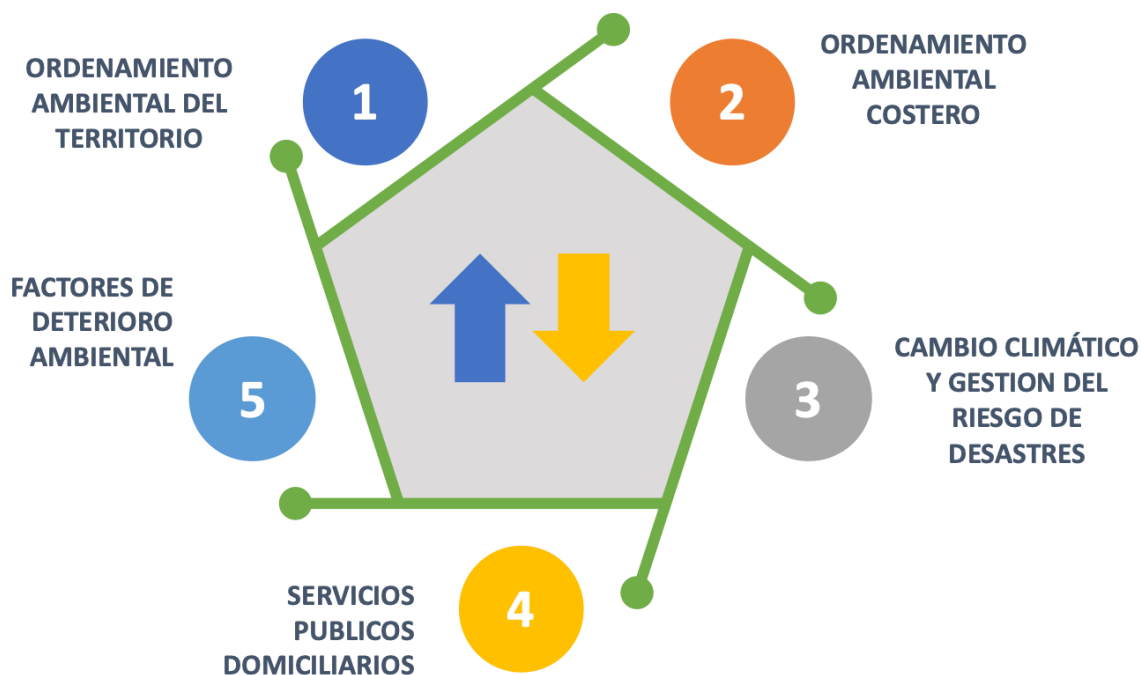 1
ORDENAMIENTO
AMBIENTAL DEL
TERRITORIO
2
ORDENAMIENTO
AMBIENTAL
COSTERO
3
CAMBIO CLIMÁTICO
Y GESTION DEL
RIESGO DE
DESASTRES
4
SERVICIOS
PUBLICOS
DOMICILIARIOS
5
FACTORES DE
DETERIORO
AMBIENTAL